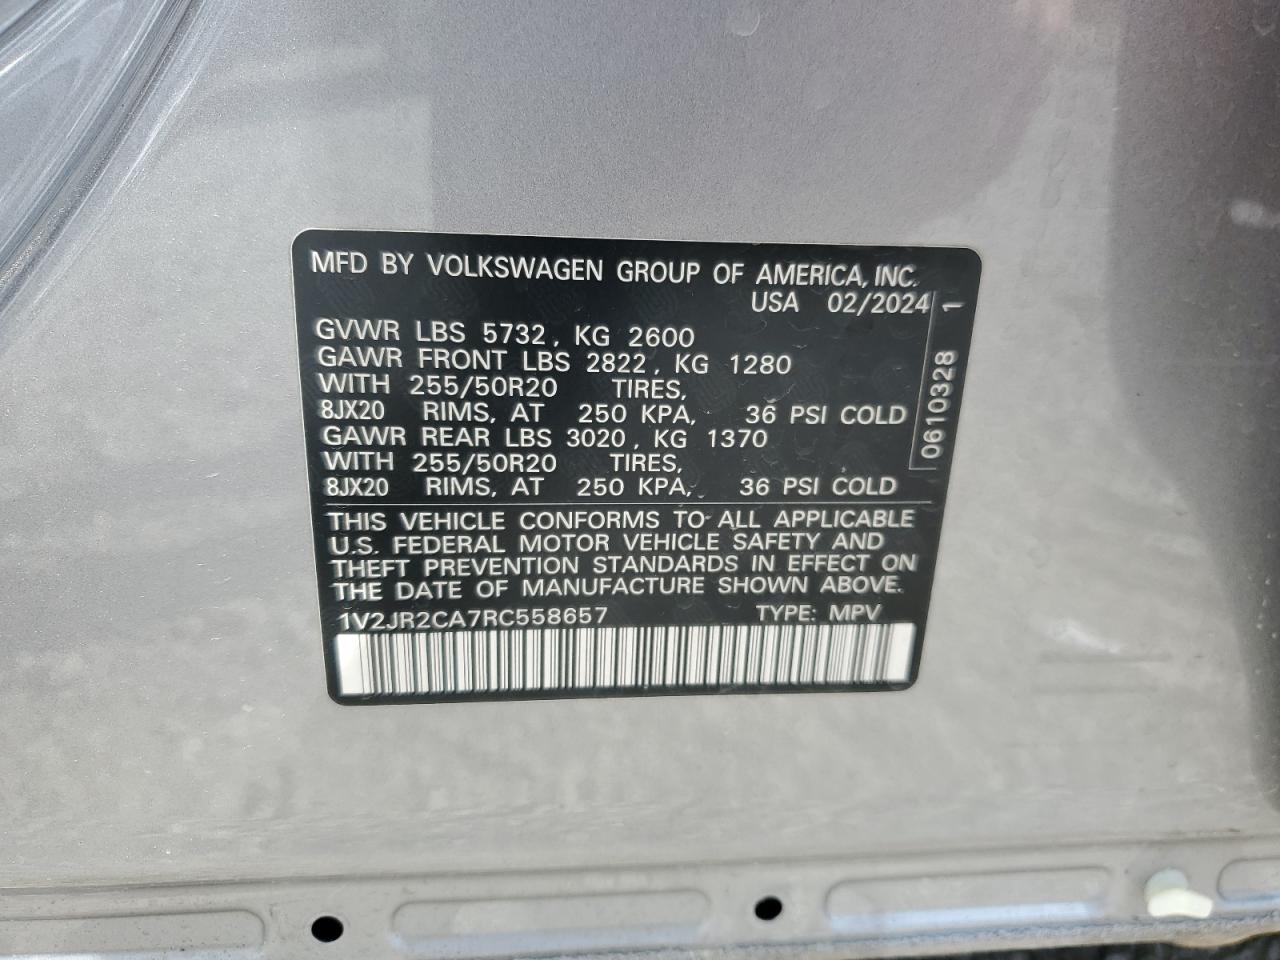 MFD BY VOLKSWAGEN GROUP OF AMERICA, INC.
USA 02/2024
GVWR LBS 5732, KG 2600
GAWR FRONT LBS 2822, KG 1280
WITH 255/50R20 TIRES,
8JX20 RIMS, AT 250 KPA, 36 PSI COLD
GAWR REAR LBS 3020, KG 1370
WITH 255/50R20 TIRES,
8JX20 RIMS, AT 250 KPA, 36 PSI COLD
0610328 1
THIS VEHICLE CONFORMS TO ALL APPLICABLE
U.S. FEDERAL MOTOR VEHICLE SAFETY AND
THEFT PREVENTION STANDARDS IN EFFECT ON
THE DATE OF MANUFACTURE SHOWN ABOVE.
1V2JR2CA7RC558657 TYPE: MPV